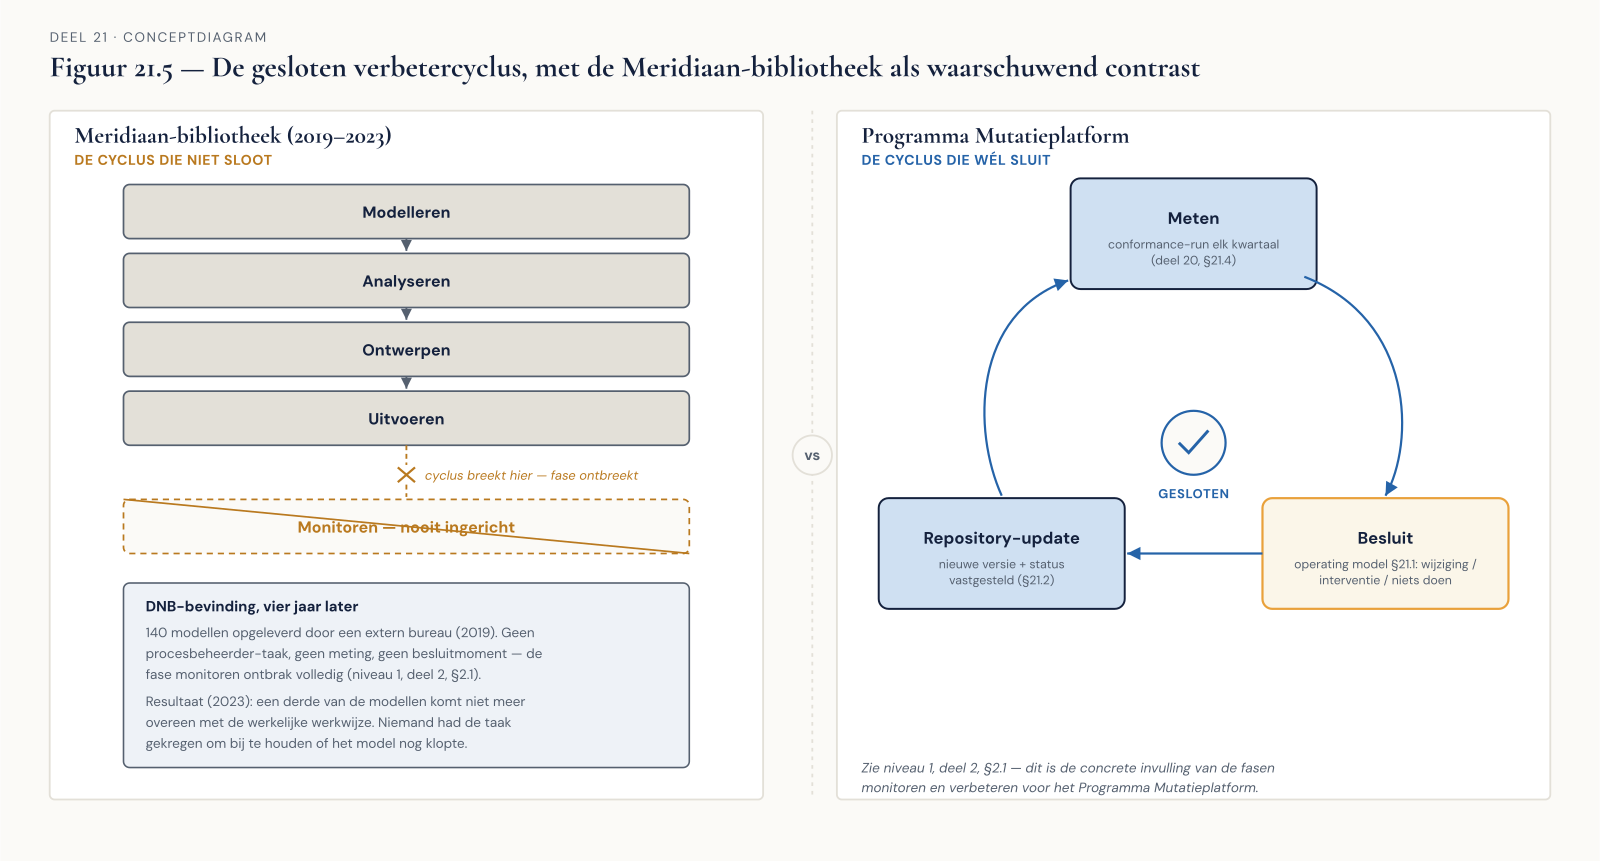 DEEL 21 · CONCEPTDIAGRAM
Figuur 21.5 — De gesloten verbetercyclus, met de Meridiaan-bibliotheek als waarschuwend contrast
Meridiaan-bibliotheek (2019–2023)
DE CYCLUS DIE NIET SLOOT
Modelleren
Analyseren
Ontwerpen
Uitvoeren
cyclus breekt hier — fase ontbreekt
Monitoren — nooit ingericht
DNB-bevinding, vier jaar later
140 modellen opgeleverd door een extern bureau (2019). Geen
procesbeheerder-taak, geen meting, geen besluitmoment — de
fase monitoren ontbrak volledig (niveau 1, deel 2, §2.1).
Resultaat (2023): een derde van de modellen komt niet meer
overeen met de werkelijke werkwijze. Niemand had de taak
gekregen om bij te houden of het model nog klopte.
vs
Programma Mutatieplatform
DE CYCLUS DIE WÉL SLUIT
Meten
conformance-run elk kwartaal
(deel 20, §21.4)
GESLOTEN
Repository-update
nieuwe versie + status
vastgesteld (§21.2)
Besluit
operating model §21.1: wijziging /
interventie / niets doen
Zie niveau 1, deel 2, §2.1 — dit is de concrete invulling van de fasen
monitoren en verbeteren voor het Programma Mutatieplatform.